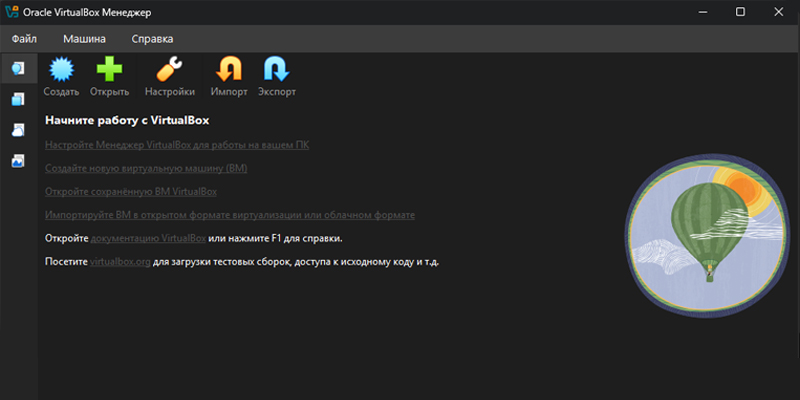 Oracle VirtualBox Менеджер
Файл Машина Справка
Создать Открыть Настройки Импорт Экспорт
Начните работу с VirtualBox
Настройте Менеджер VirtualBox для работы на вашем ПК
Создайте новую виртуальную машину (ВМ)
Откройте сохранённую ВМ VirtualBox
Импортируйте ВМ в открытом формате виртуализации или облачном формате
Откройте документацию VirtualBox или нажмите F1 для справки.
Посетите virtualbox.org для загрузки тестовых сборок, доступа к исходному коду и т.д.